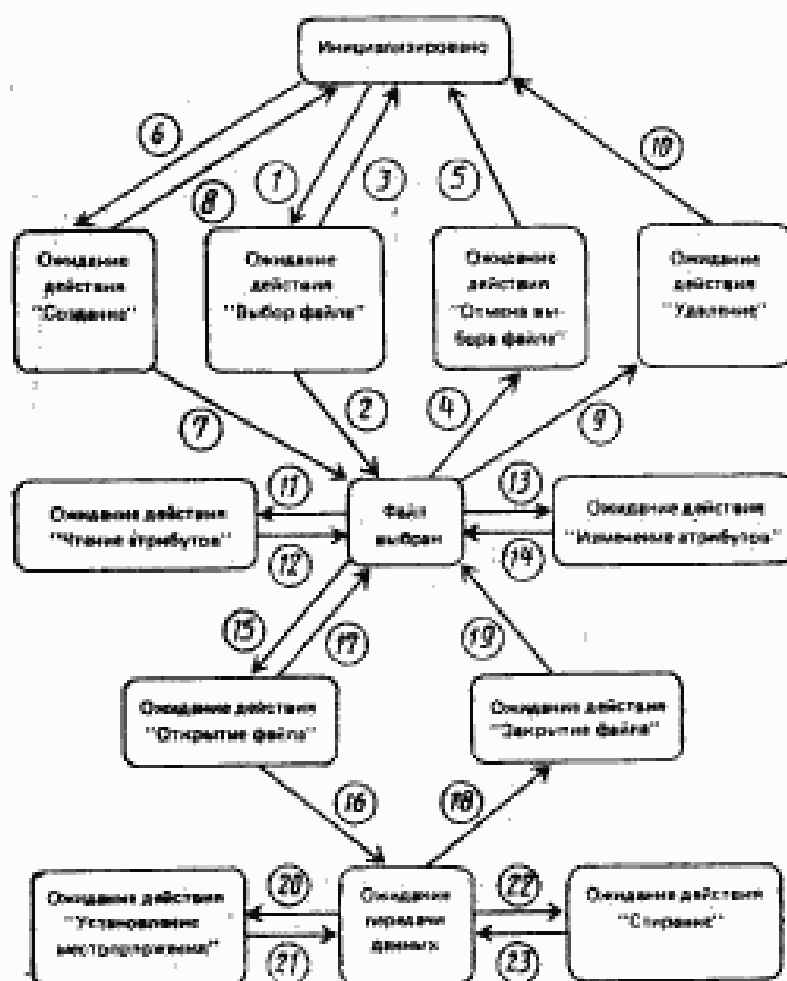 Инициализировано
6
8
1
3
5
10
Ожидание
действия
"Создание"
Ожидание
действия
"Выбор файла"
Ожидание
действия
"Отмена вы-
бора файла"
Ожидание
действия
"Удаление"
7
2
4
9
Ожидание действия
"Чтение атрибутов"
11
12
Файл
выбран
13
14
Ожидание действия
"Изменение атрибутов"
15
17
19
Ожидание действия
"Открытие файла"
Ожидание действия
"Закрытие файла"
16
18
Ожидание действия
"Установление
местоположения"
20
21
Ожидание
передачи
данных
22
23
Ожидание действия
"Стирание"